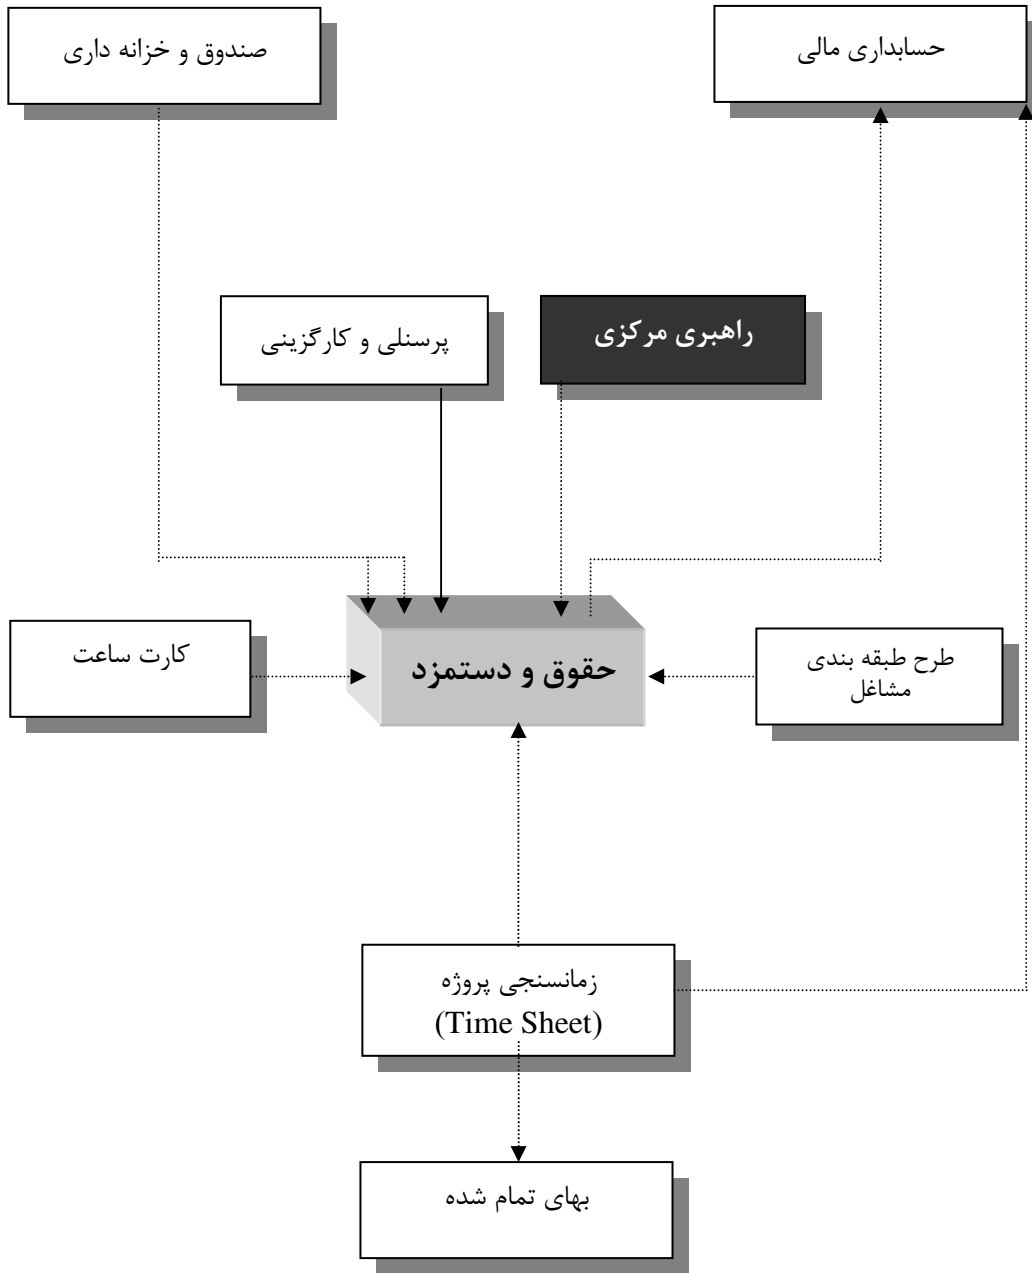 حسابداری مالی
صندوق و خزانه داری
راهبری مرکزی
پرسنلی و کارگزینی
طرح طبقه بندی
مشاغل
حقوق و دستمزد
کارت ساعت
زمانسنجی پروژه
(Time Sheet)
بهای تمام شده